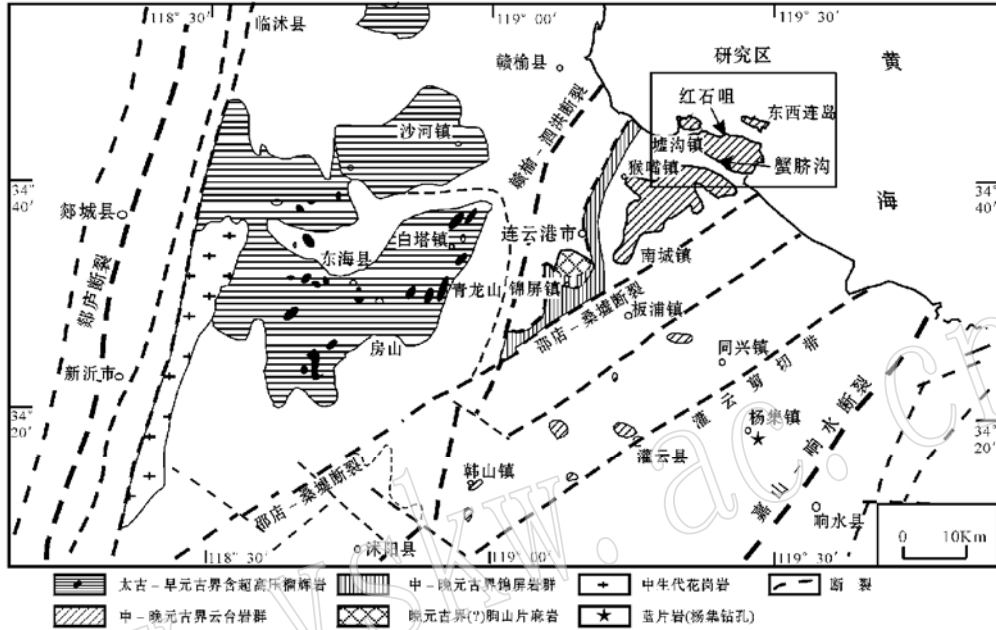 118° 30′
119° 00′
119° 30′
临沭县
赣榆县
研究区
黄
海
红石咀
东西连岛
墟沟镇
蟹脐沟
猴嘴镇
沙河镇
赣榆-泗洪断裂
34°
40′
34°
40′
郯城县
郯庐断裂
白塔镇
东海县
连云港市
南城镇
青龙山
锦屏镇
邵店-桑墟断裂
板浦镇
房山
同兴镇
新沂市
灌云剪切带
34°
20′
34°
20′
杨集镇
灌云县
嘉山-响水断裂
韩山镇
邵店-桑墟断裂
响水县
沭阳县
0 10Km
118° 30′
119° 00′
119° 30′
太古-早元古界含超高压榴辉岩
中-晚元古界锦屏岩群
中生代花岗岩
断 裂
中-晚元古界云台岩群
晚元古界(?)朐山片麻岩
蓝片岩(杨集钻孔)